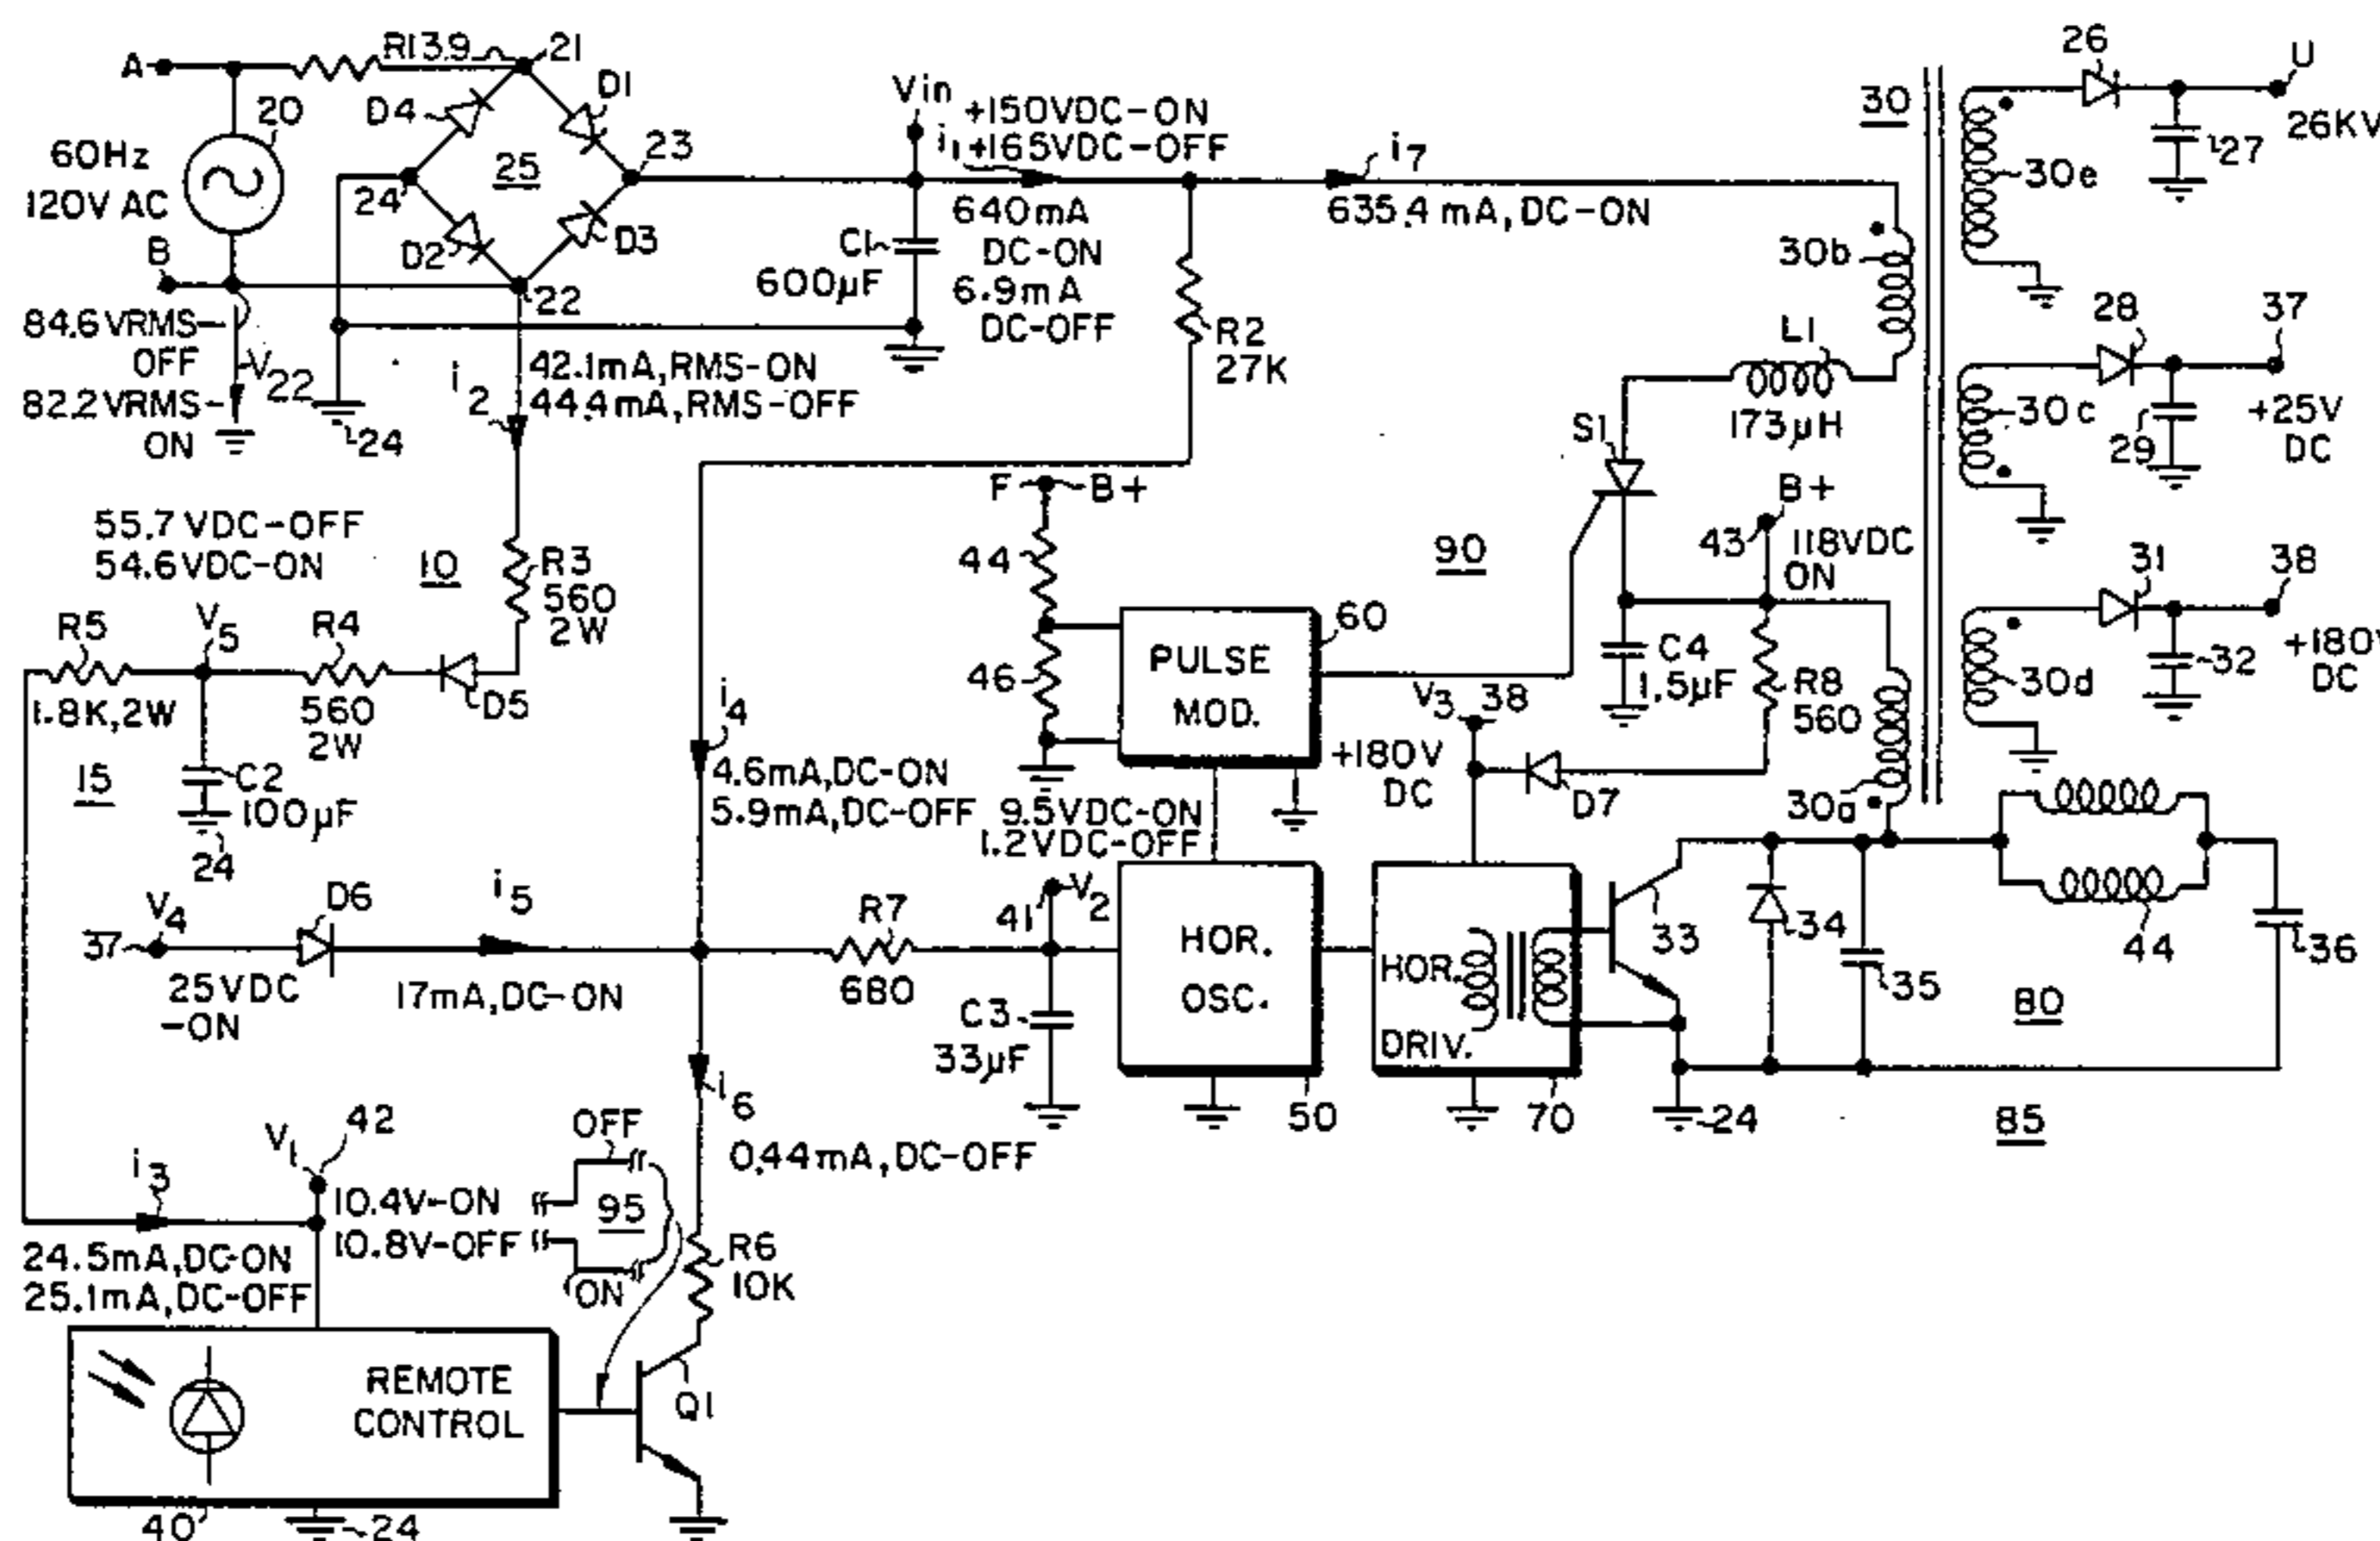 A
R1 3.9
21
20
60Hz
120V AC
B
D4
D1
25
23
24
D2
D3
22
84.6 VRMS-
OFF
V22
82.2 VRMS-
ON
24
Vin
+150VDC-ON
i1
+165VDC-OFF
640mA
DC-ON
6.9mA
DC-OFF
C1
600µF
i7
635.4 mA, DC-ON
R2
27K
30
30b
L1
173µH
S1
26
U
26KV
27
30e
28
37
30c
29
+25V
DC
31
38
30d
32
+180V
DC
i2
42.1mA,RMS-ON
44.4mA,RMS-OFF
55.7 VDC-OFF
54.6VDC-ON
10
R3
560
2W
R5
1.8K,2W
V5
R4
560
2W
D5
15
C2
100µF
24
F
B+
44
46
90
PULSE
MOD.
60
43
B+
118VDC
ON
C4
1.5µF
R8
560
30a
V3
38
+180V
DC
D7
i4
4.6mA,DC-ON
5.9mA,DC-OFF
9.5VDC-ON
1.2VDC-OFF
V4
37
25VDC
-ON
D6
i5
17mA,DC-ON
R7
680
41
V2
C3
33µF
HOR.
OSC.
50
HOR.
DRIV.
70
33
34
35
44
36
80
24
85
i6
0.44mA,DC-OFF
OFF
95
ON
V1
42
i3
10.4V-ON
10.8V-OFF
24.5mA,DC-ON
25.1mA,DC-OFF
R6
10K
REMOTE
CONTROL
Q1
40
24